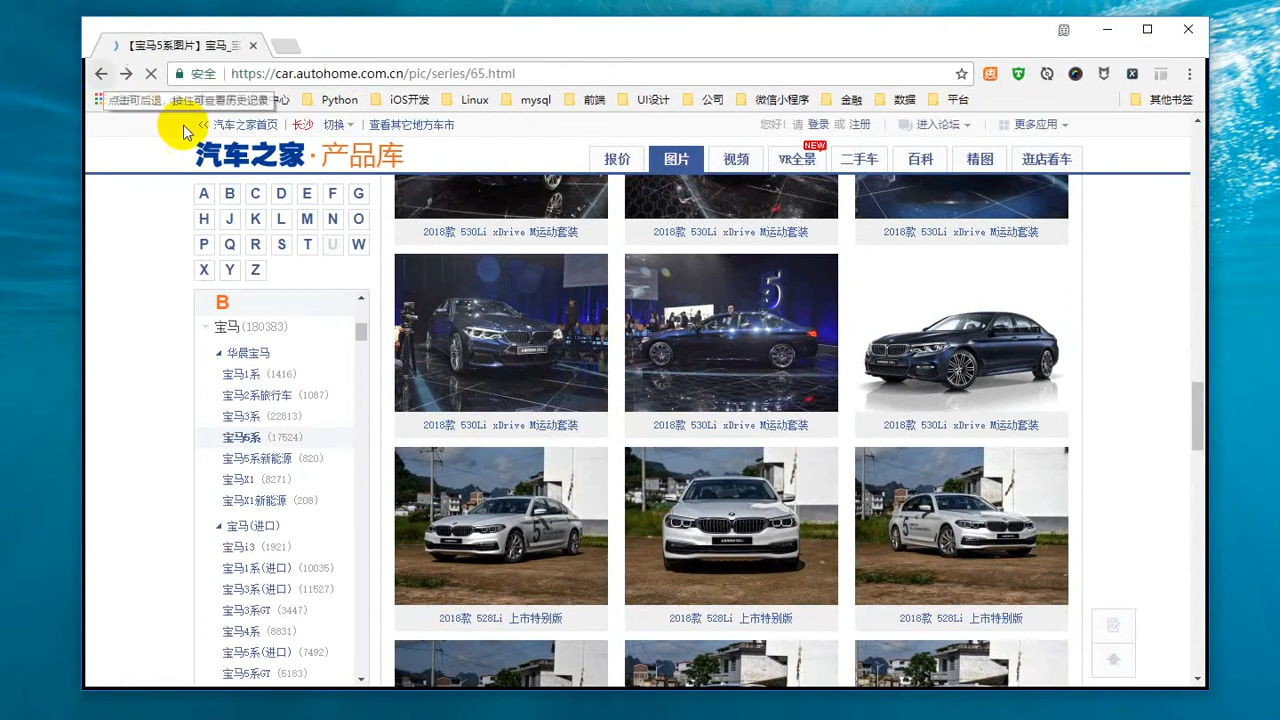 【宝马5系图片】宝马_宝
安全 https://car.autohome.com.cn/pic/series/65.html
点击可后退，按住可查看历史记录
中心 Python iOS开发 Linux mysql 前端 UI设计 公司 微信小程序 金融 数据 平台 其他书签
<< 汽车之家首页 长沙 切换 查看其它地方车市 您好! 请 登录 或 注册 进入论坛 更多应用
汽车之家·产品库 报价 图片 视频 VR全景 NEW 二手车 百科 精图 逛店看车
A B C D E F G
H J K L M N O
P Q R S T U W
X Y Z
B
宝马(180383)
华晨宝马
宝马1系 (1416)
宝马2系旅行车 (1087)
宝马3系 (22813)
宝马5系 (17524)
宝马5系新能源 (820)
宝马X1 (8271)
宝马X1新能源 (208)
宝马(进口)
宝马i3 (1921)
宝马1系(进口) (10035)
宝马3系(进口) (11527)
宝马3系GT (3447)
宝马4系 (8831)
宝马5系(进口) (7492)
宝马5系GT (5183)
2018款 530Li xDrive M运动套装 2018款 530Li xDrive M运动套装 2018款 530Li xDrive M运动套装
5
2018款 530Li xDrive M运动套装 2018款 530Li xDrive M运动套装 2018款 530Li xDrive M运动套装
2018款 528Li 上市特别版 2018款 528Li 上市特别版 2018款 528Li 上市特别版